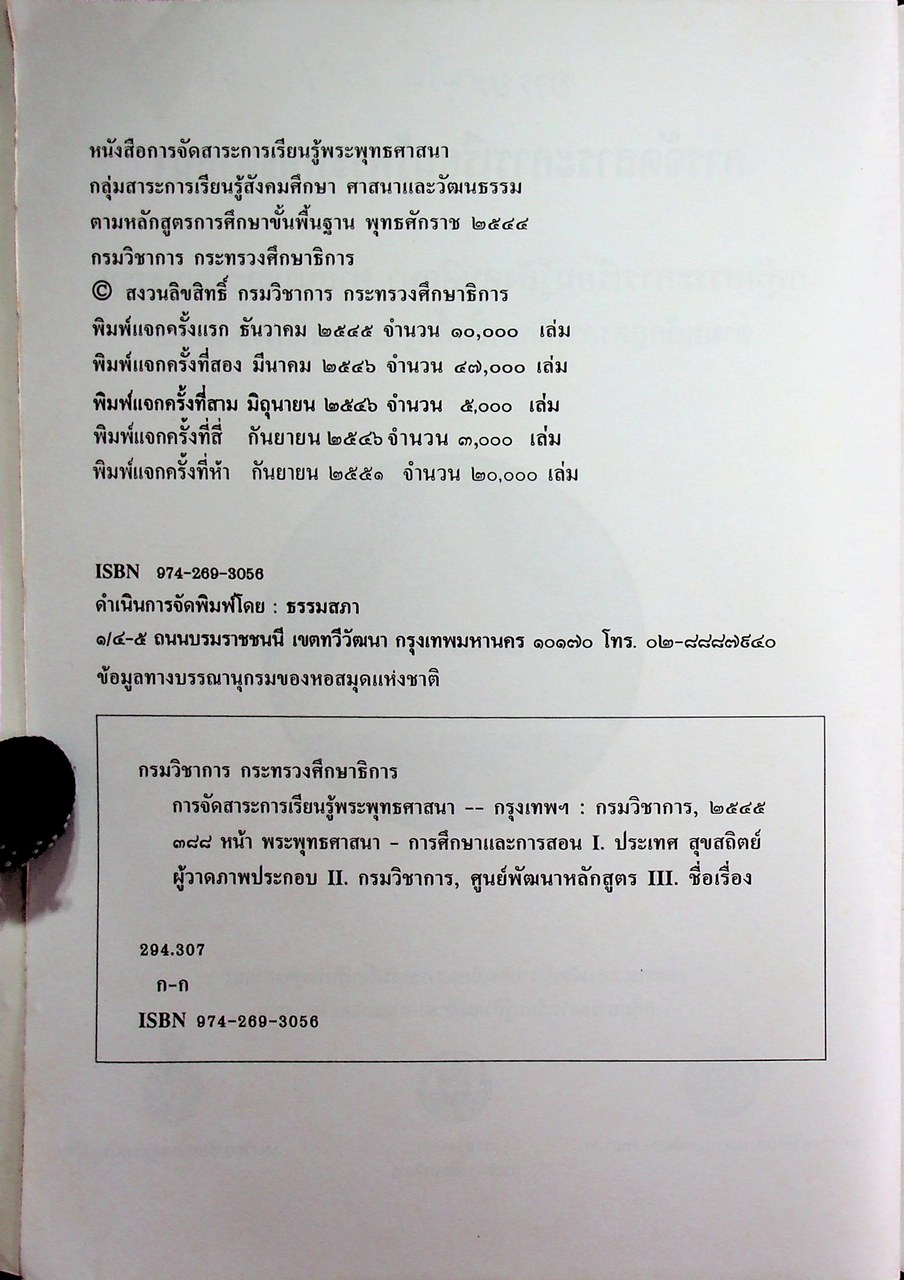 หนังสือการจัดสาระการเรียนรู้พระพุทธศาสนา
กลุ่มสาระการเรียนรู้สังคมศึกษา ศาสนาและวัฒนธรรม
ตามหลักสูตรการศึกษาขั้นพื้นฐาน พุทธศักราช ๒๕๔๔
กรมวิชาการ กระทรวงศึกษาธิการ
© สงวนลิขสิทธิ์ กรมวิชาการ กระทรวงศึกษาธิการ
พิมพ์แจกครั้งแรก ธันวาคม ๒๕๔๕ จำนวน ๑๐,๐๐๐ เล่ม
พิมพ์แจกครั้งที่สอง มีนาคม ๒๕๔๖ จำนวน ๔๗,๐๐๐ เล่ม
พิมพ์แจกครั้งที่สาม มิถุนายน ๒๕๔๖ จำนวน ๕,๐๐๐ เล่ม
พิมพ์แจกครั้งที่สี่ กันยายน ๒๕๔๖ จำนวน ๓,๐๐๐ เล่ม
พิมพ์แจกครั้งที่ห้า กันยายน ๒๕๕๑ จำนวน ๒๐,๐๐๐ เล่ม
ISBN 974-269-3056
ดำเนินการจัดพิมพ์โดย : ธรรมสภา
๑/๔-๕ ถนนบรมราชชนนี เขตทวีวัฒนา กรุงเทพมหานคร ๑๐๑๗๐ โทร. ๐๒-๘๘๘๗๙๔๐
ข้อมูลทางบรรณานุกรมของหอสมุดแห่งชาติ
กรมวิชาการ กระทรวงศึกษาธิการ
การจัดสาระการเรียนรู้พระพุทธศาสนา -- กรุงเทพฯ : กรมวิชาการ, ๒๕๔๕
๓๘๘ หน้า พระพุทธศาสนา - การศึกษาและการสอน I. ประเทศ สุขสถิตย์
ผู้วาดภาพประกอบ II. กรมวิชาการ, ศูนย์พัฒนาหลักสูตร III. ชื่อเรื่อง
294.307
ก-ก
ISBN 974-269-3056